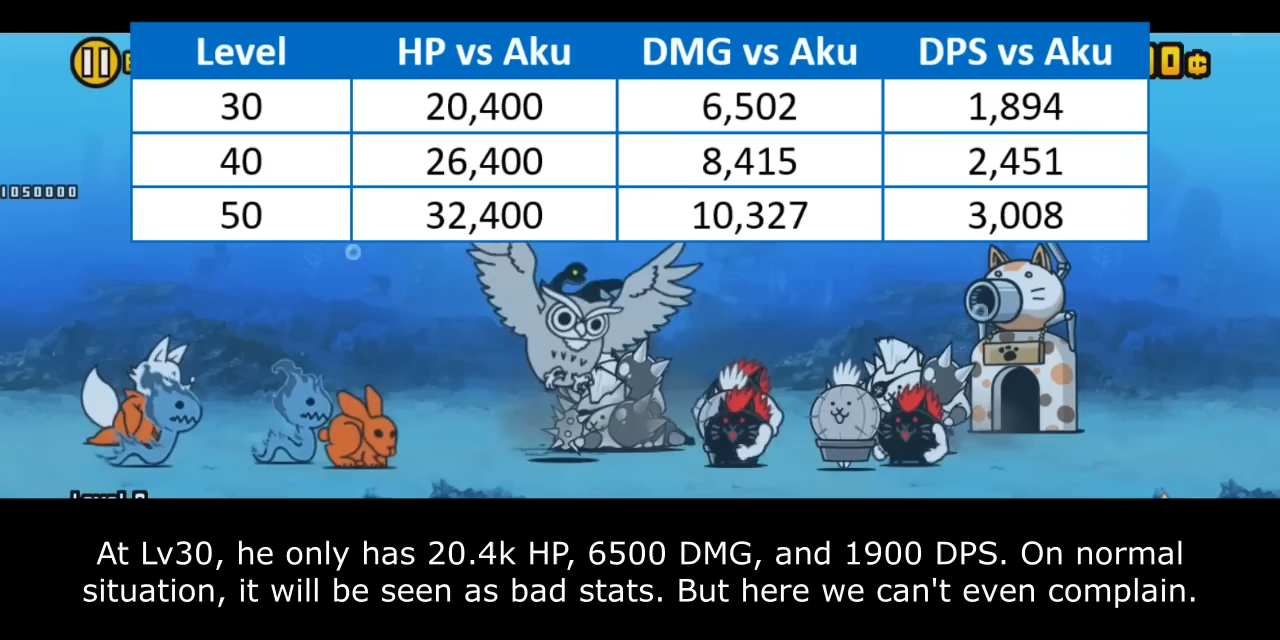 Level HP vs Aku DMG vs Aku DPS vs Aku
30 20,400 6,502 1,894
40 26,400 8,415 2,451
50 32,400 10,327 3,008
1050000
At Lv30, he only has 20.4k HP, 6500 DMG, and 1900 DPS. On normal
situation, it will be seen as bad stats. But here we can't even complain.